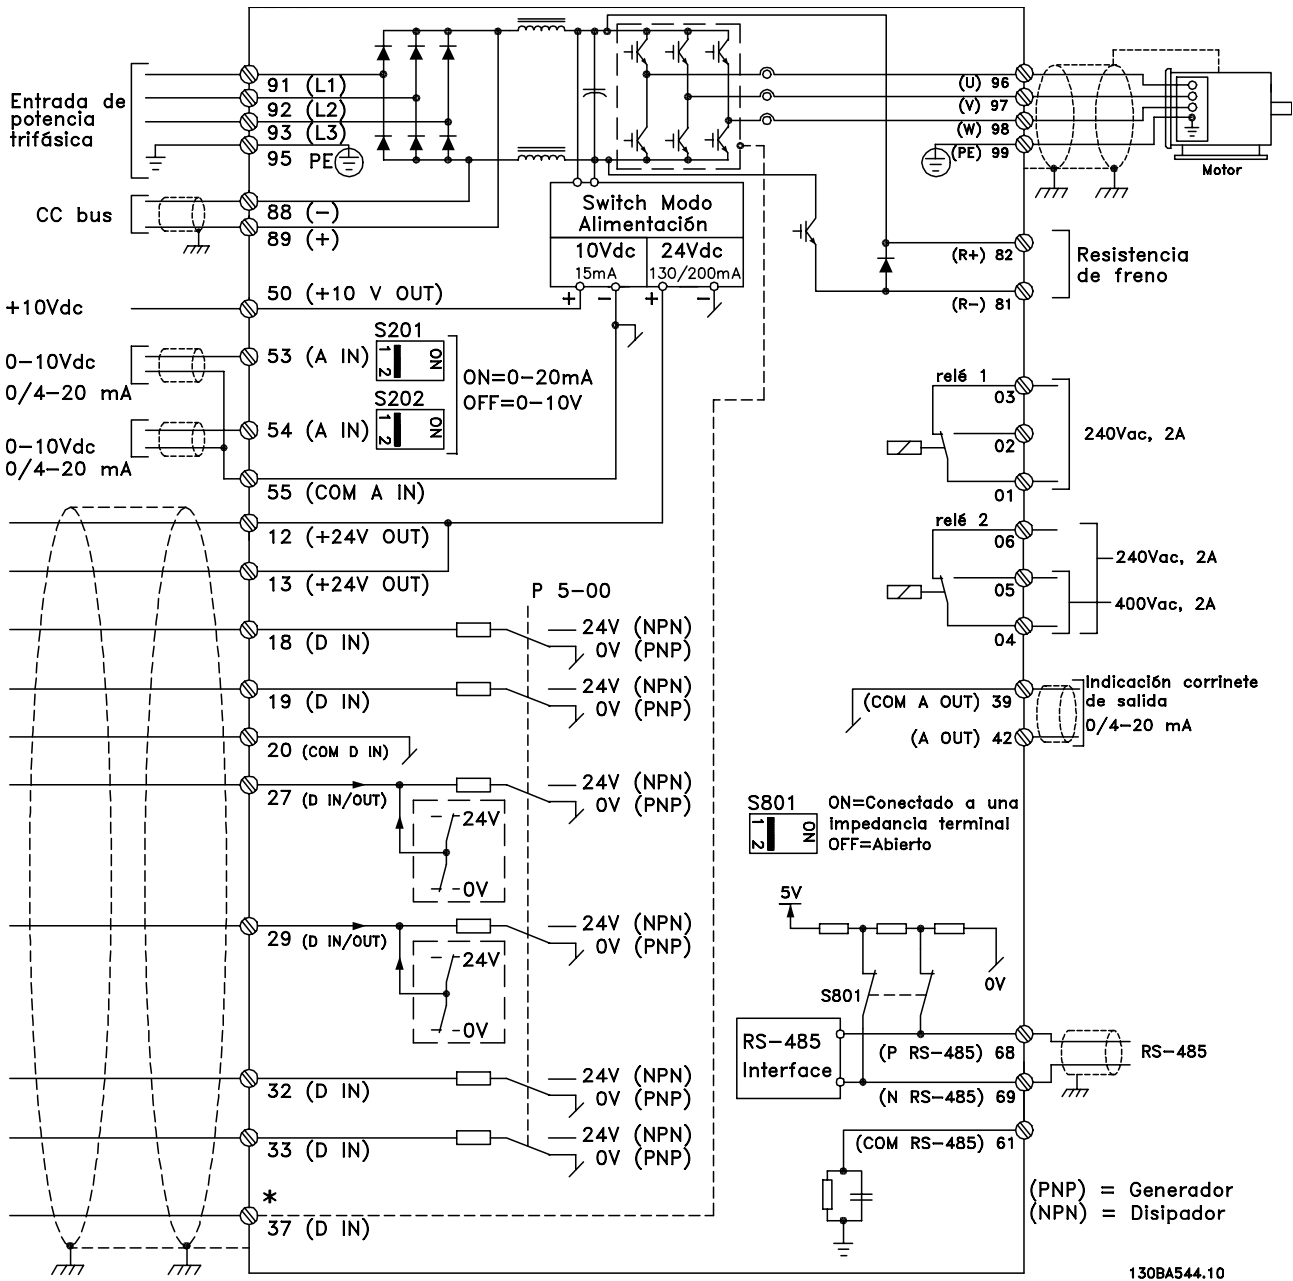 Entrada de
potencia
trifásica
91 (L1)
92 (L2)
93 (L3)
95 PE
CC bus
88 (−)
89 (+)
+10Vdc
50 (+10 V OUT)
0−10Vdc
0/4−20 mA
53 (A IN)
S201
1 2
ON
ON=0−20mA
OFF=0−10V
S202
1 2
ON
0−10Vdc
0/4−20 mA
54 (A IN)
55 (COM A IN)
12 (+24V OUT)
13 (+24V OUT)
P 5-00
18 (D IN)
24V (NPN)
0V (PNP)
19 (D IN)
24V (NPN)
0V (PNP)
20 (COM D IN)
27 (D IN/OUT)
24V (NPN)
0V (PNP)
24V
0V
29 (D IN/OUT)
24V (NPN)
0V (PNP)
24V
0V
32 (D IN)
24V (NPN)
0V (PNP)
33 (D IN)
24V (NPN)
0V (PNP)
*
37 (D IN)
Switch Modo
Alimentación
10Vdc
15mA
24Vdc
130/200mA
+ − + −
(U) 96
(V) 97
(W) 98
(PE) 99
Motor
(R+) 82
Resistencia
de freno
(R−) 81
relé 1
03
02
240Vac, 2A
01
relé 2
06
240Vac, 2A
05
400Vac, 2A
04
(COM A OUT) 39
(A OUT) 42
Indicación corrinete
de salida
0/4−20 mA
S801
1 2
ON
ON=Conectado a una
impedancia terminal
OFF=Abierto
5V
0V
S801
RS−485
Interface
(P RS−485) 68
(N RS−485) 69
RS−485
(COM RS−485) 61
(PNP) = Generador
(NPN) = Disipador
130BA544.10